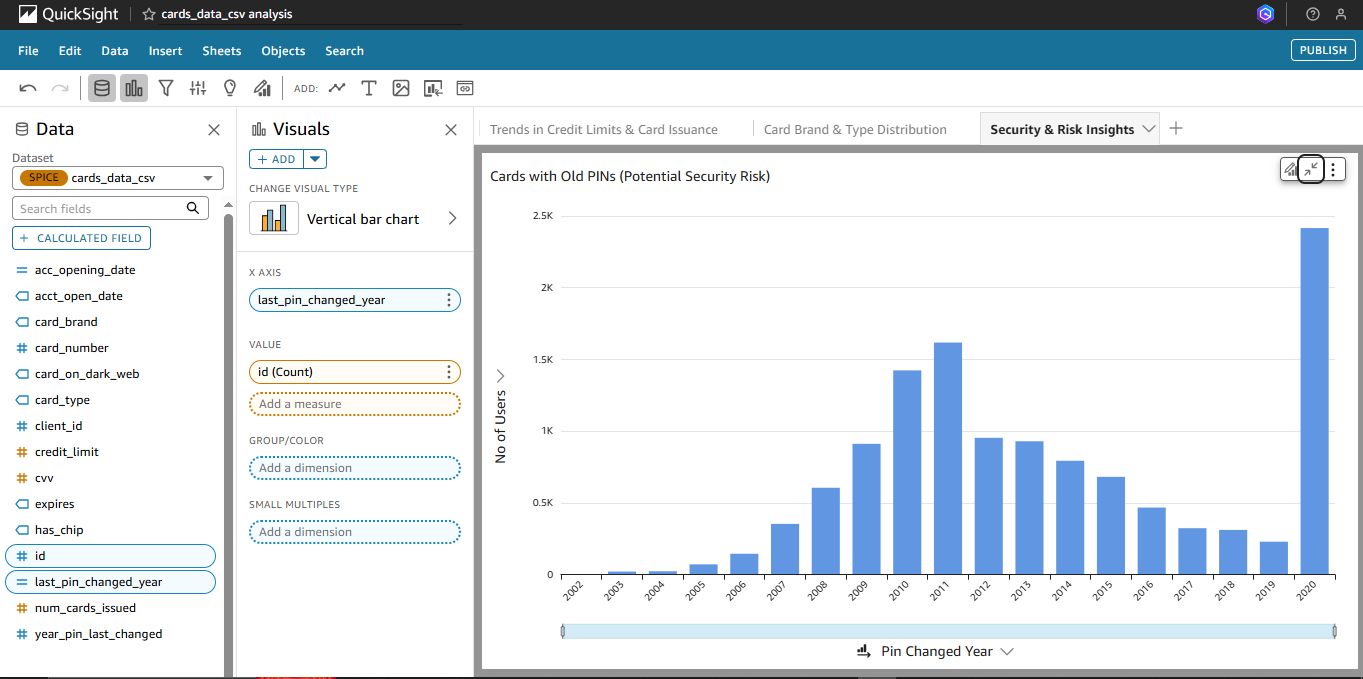 QuickSight
cards_data_csv analysis
File Edit Data Insert Sheets Objects Search
PUBLISH
ADD:
Data
Dataset
SPICE cards_data_csv
Search fields
+ CALCULATED FIELD
acc_opening_date
acct_open_date
card_brand
card_number
card_on_dark_web
card_type
client_id
credit_limit
cvv
expires
has_chip
id
last_pin_changed_year
num_cards_issued
year_pin_last_changed
Visuals
+ ADD
CHANGE VISUAL TYPE
Vertical bar chart
X AXIS
last_pin_changed_year
VALUE
id (Count)
Add a measure
GROUP/COLOR
Add a dimension
SMALL MULTIPLES
Add a dimension
Trends in Credit Limits & Card Issuance
Card Brand & Type Distribution
Security & Risk Insights
Cards with Old PINs (Potential Security Risk)
No of Users
2.5K
2K
1.5K
1K
0.5K
0
2002 2003 2004 2005 2006 2007 2008 2009 2010 2011 2012 2013 2014 2015 2016 2017 2018 2019 2020
Pin Changed Year